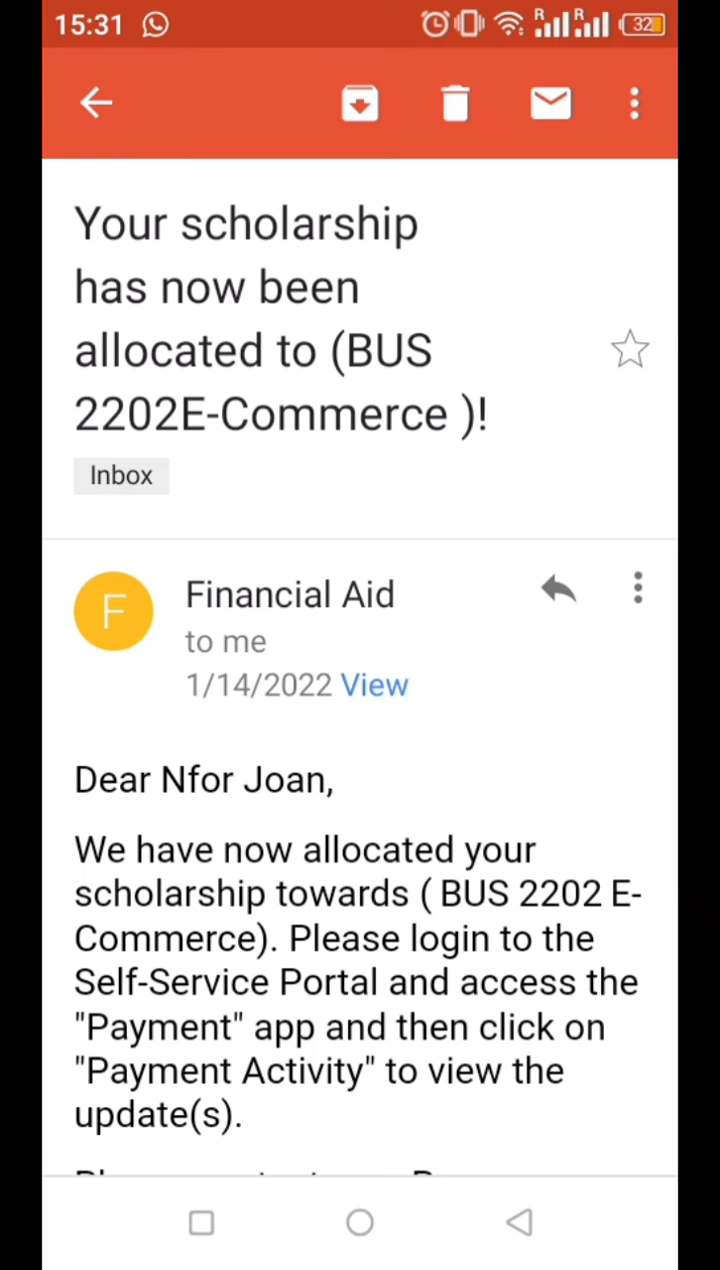 15:31
R R 32
Your scholarship
has now been
allocated to (BUS
2202E-Commerce )!
Inbox
F
Financial Aid
to me
1/14/2022 View
Dear Nfor Joan,
We have now allocated your
scholarship towards ( BUS 2202 E-
Commerce). Please login to the
Self-Service Portal and access the
"Payment" app and then click on
"Payment Activity" to view the
update(s).